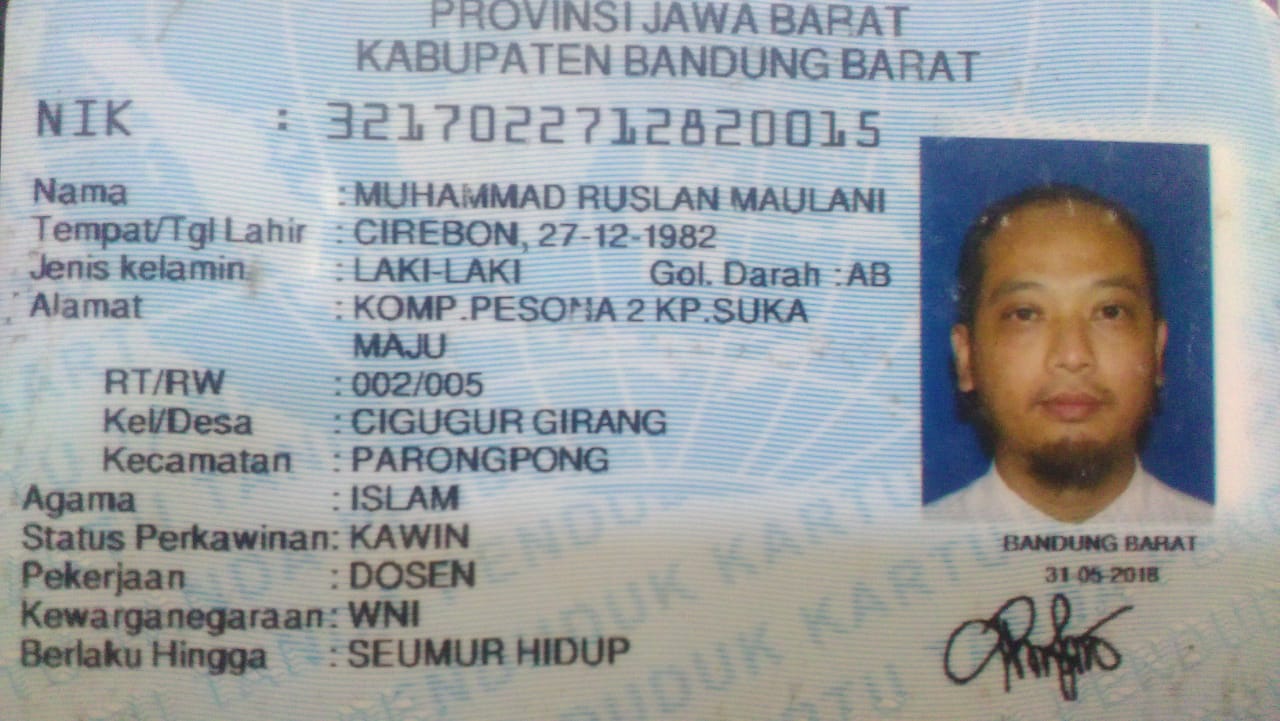 PROVINSI JAWA BARAT
KABUPATEN BANDUNG BARAT
NIK : 3217022712820015
Nama : MUHAMMAD RUSLAN MAULANI
Tempat/Tgl Lahir : CIREBON, 27-12-1982
Jenis kelamin : LAKI-LAKI Gol. Darah : AB
Alamat : KOMP.PESONA 2 KP.SUKA
MAJU
RT/RW : 002/005
Kel/Desa : CIGUGUR GIRANG
Kecamatan : PARONGPONG
Agama : ISLAM
Status Perkawinan: KAWIN
Pekerjaan : DOSEN
Kewarganegaraan: WNI
Berlaku Hingga : SEUMUR HIDUP
BANDUNG BARAT
31-05-2018